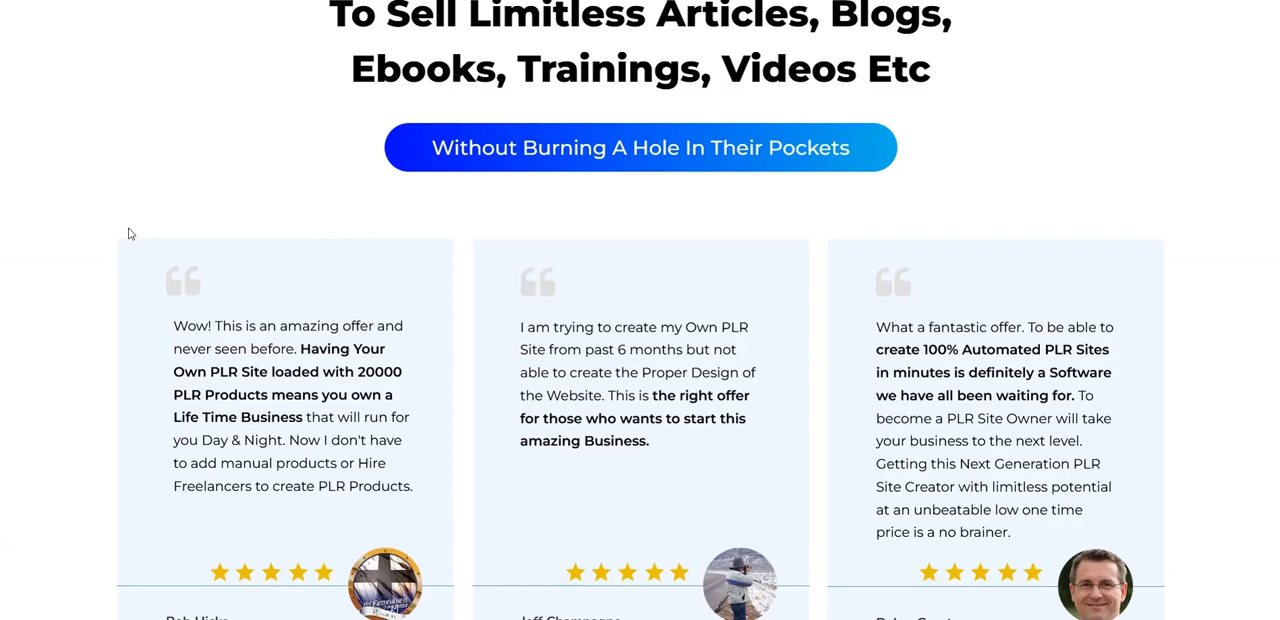 To Sell Limitless Articles, Blogs,
Ebooks, Trainings, Videos Etc
Without Burning A Hole In Their Pockets
Wow! This is an amazing offer and
never seen before. Having Your
Own PLR Site loaded with 20000
PLR Products means you own a
Life Time Business that will run for
you Day & Night. Now I don't have
to add manual products or Hire
Freelancers to create PLR Products.
I am trying to create my Own PLR
Site from past 6 months but not
able to create the Proper Design of
the Website. This is the right offer
for those who wants to start this
amazing Business.
What a fantastic offer. To be able to
create 100% Automated PLR Sites
in minutes is definitely a Software
we have all been waiting for. To
become a PLR Site Owner will take
your business to the next level.
Getting this Next Generation PLR
Site Creator with limitless potential
at an unbeatable low one time
price is a no brainer.